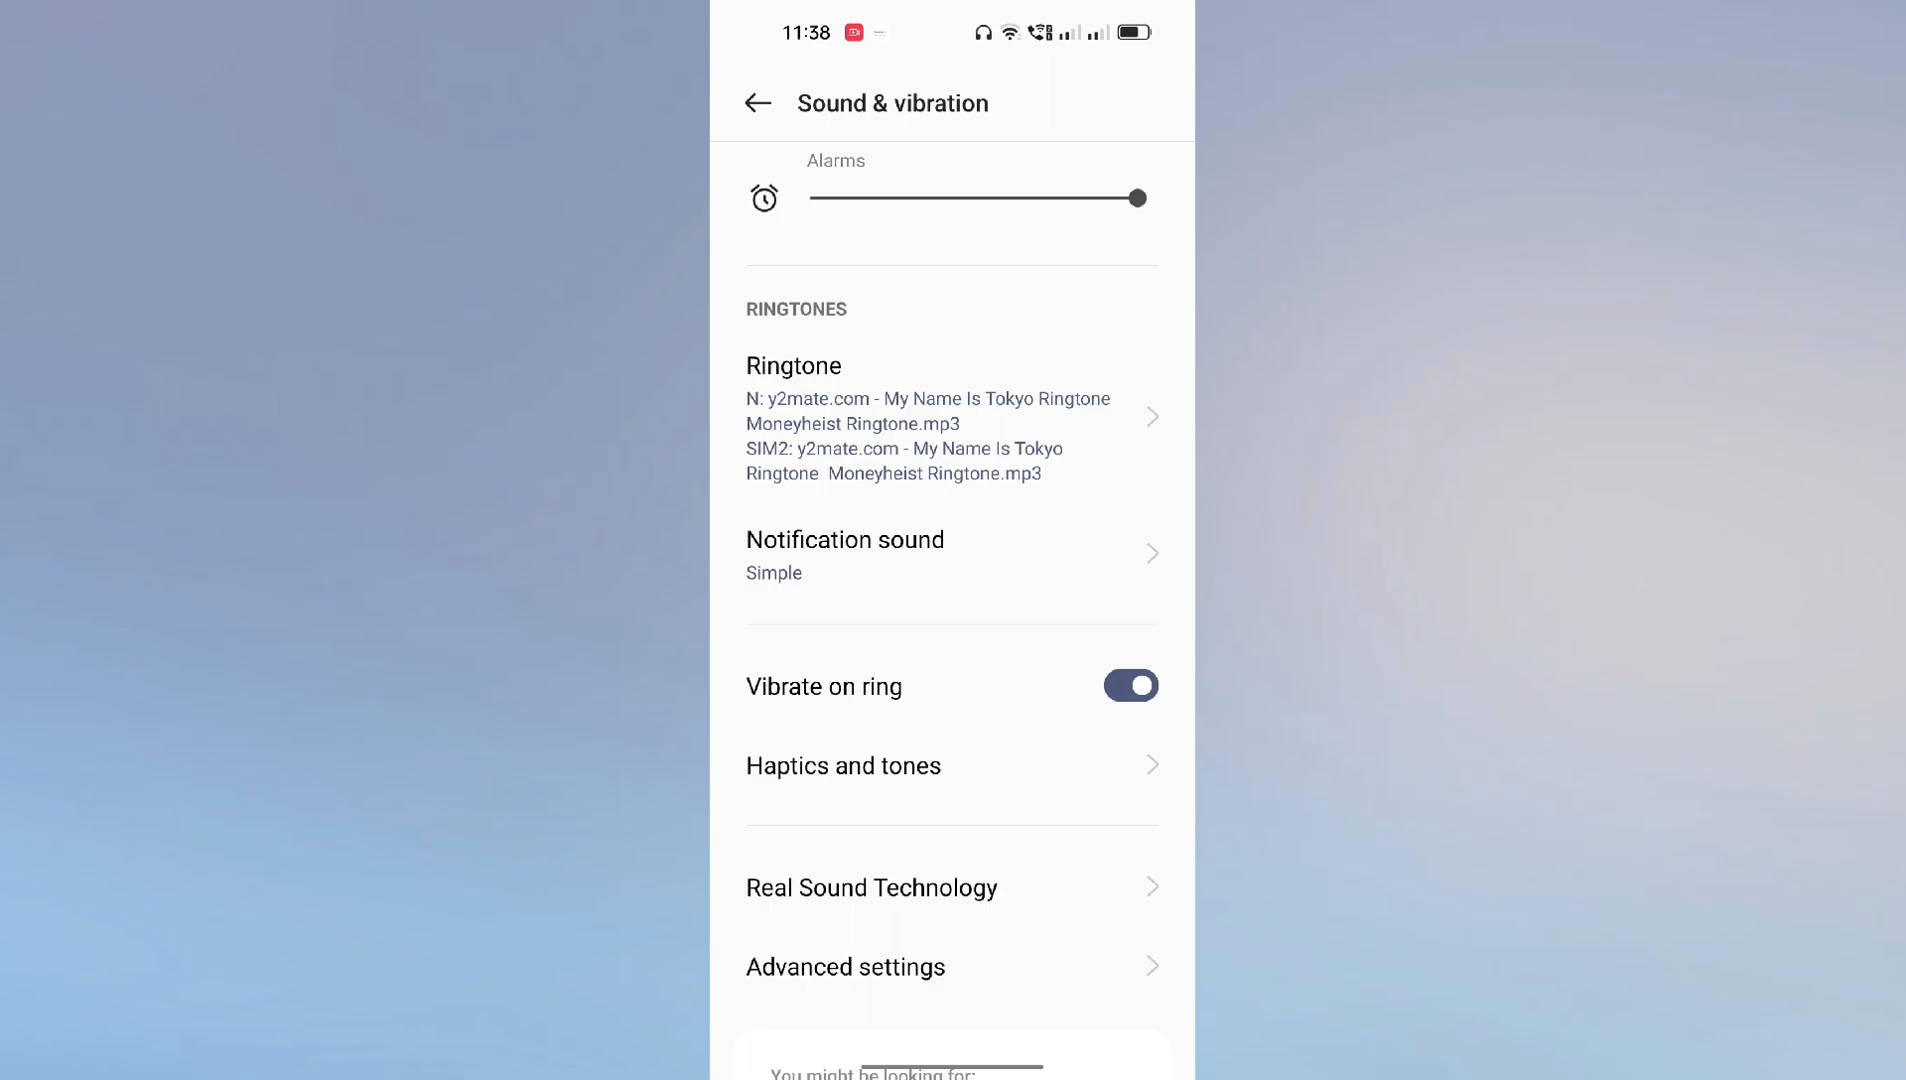 11:38
Sound & vibration
Alarms
RINGTONES
Ringtone
N: y2mate.com - My Name Is Tokyo Ringtone
Moneyheist Ringtone.mp3
SIM2: y2mate.com - My Name Is Tokyo
Ringtone  Moneyheist Ringtone.mp3
Notification sound
Simple
Vibrate on ring
Haptics and tones
Real Sound Technology
Advanced settings
You might be looking for: